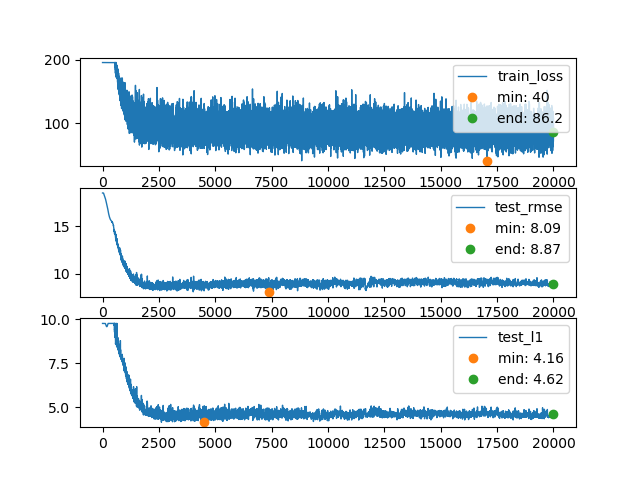 200
100
train_loss
min: 40
end: 86.2
0 2500 5000 7500 10000 12500 15000 17500 20000
15
10
test_rmse
min: 8.09
end: 8.87
0 2500 5000 7500 10000 12500 15000 17500 20000
10.0
7.5
5.0
test_l1
min: 4.16
end: 4.62
0 2500 5000 7500 10000 12500 15000 17500 20000